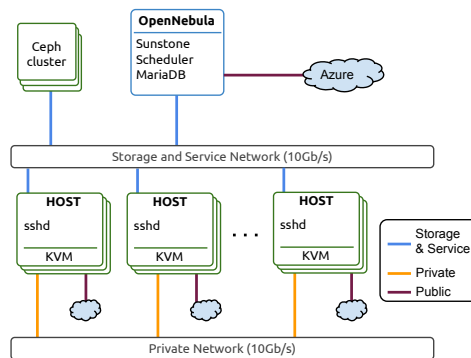 OpenNebula
Ceph
cluster
Sunstone
Scheduler
MariaDB
Azure
Storage and Service Network (10Gb/s)
HOST
sshd
KVM
HOST
sshd
KVM
. . .
HOST
sshd
KVM
Storage
& Service
Private
Public
Private Network (10Gb/s)